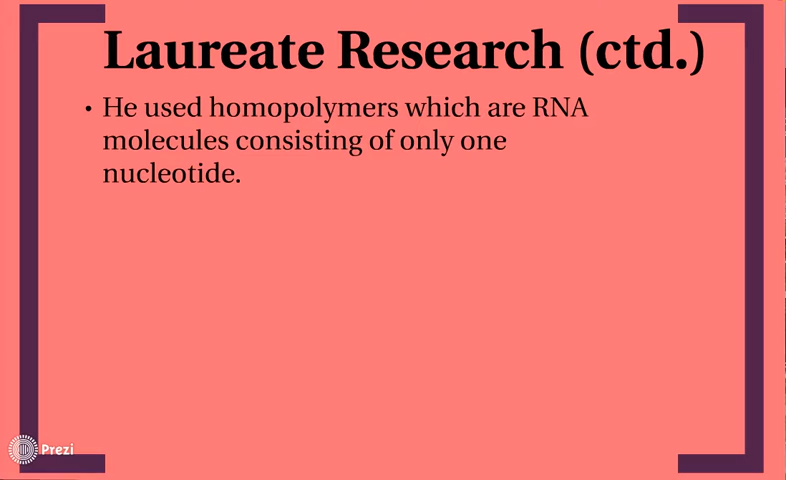 Laureate Research (ctd.)
• He used homopolymers which are RNA
molecules consisting of only one
nucleotide.
Prezi